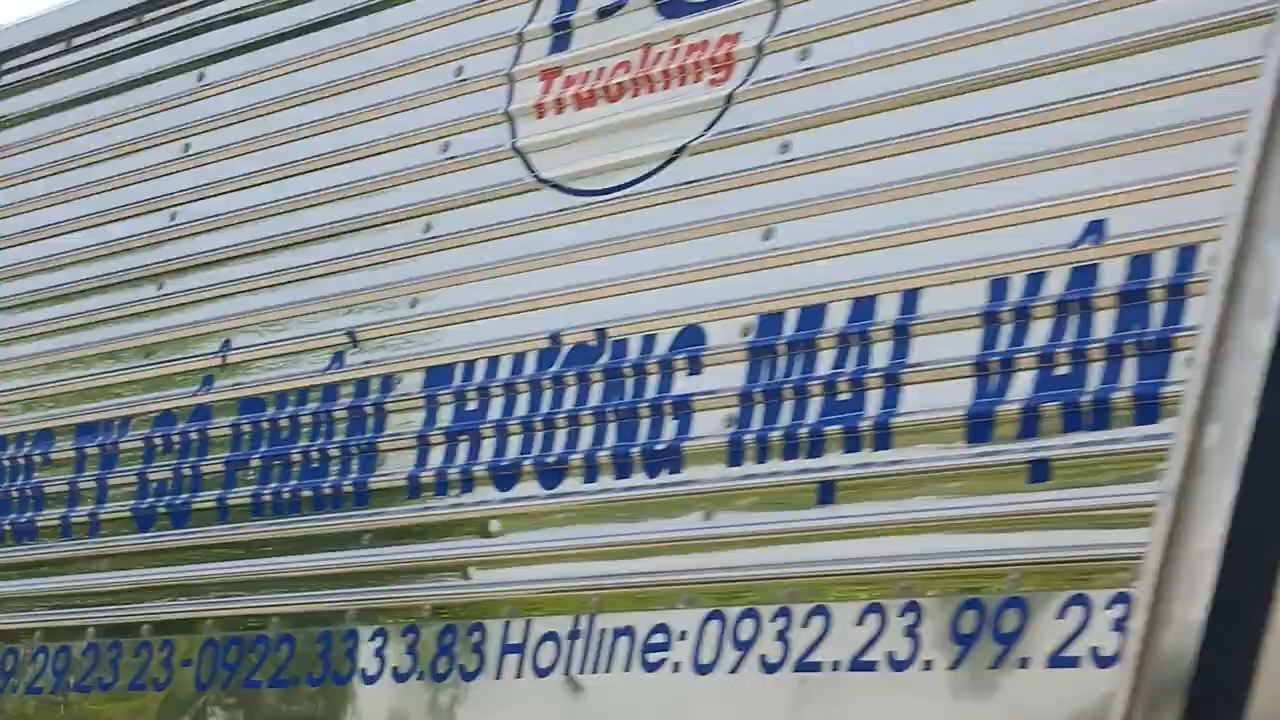 Trucking
TY CỔ PHẦN THƯƠNG MẠI VẬN
9.29.23 23-0922.3333.83 Hotline:0932.23.99.23